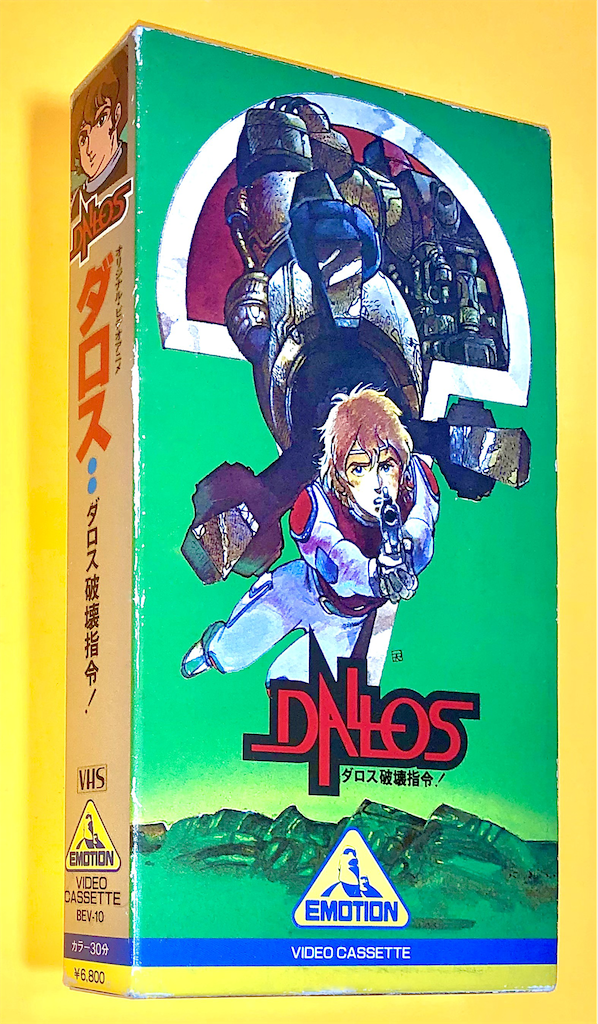 DALLOS
オリジナル・ビデオアニメ
ダロス:
ダロス破壊指令!
VHS
EMOTION
VIDEO
CASSETTE
BEV-10
カラー30分
¥6,800
DALLOS
ダロス破壊指令!
EMOTION
VIDEO CASSETTE